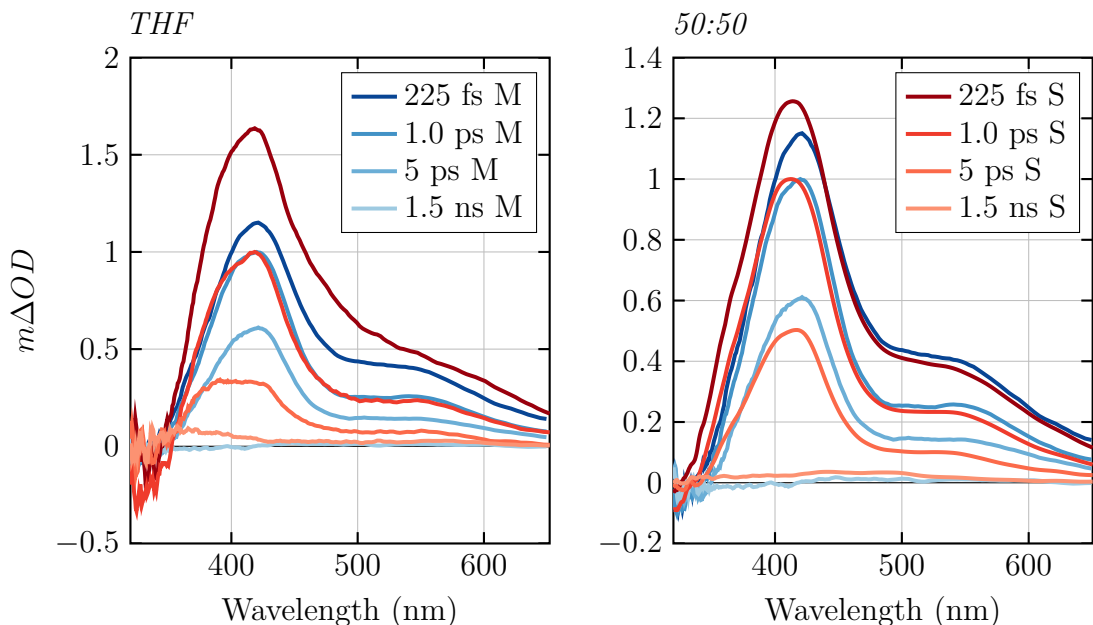 THF
2
1.5
1
0.5
0
−0.5
400
500
600
Wavelength (nm)
mΔOD
225 fs M
1.0 ps M
5 ps M
1.5 ns M
50:50
1.4
1.2
1
0.8
0.6
0.4
0.2
0
−0.2
400
500
600
Wavelength (nm)
225 fs S
1.0 ps S
5 ps S
1.5 ns S